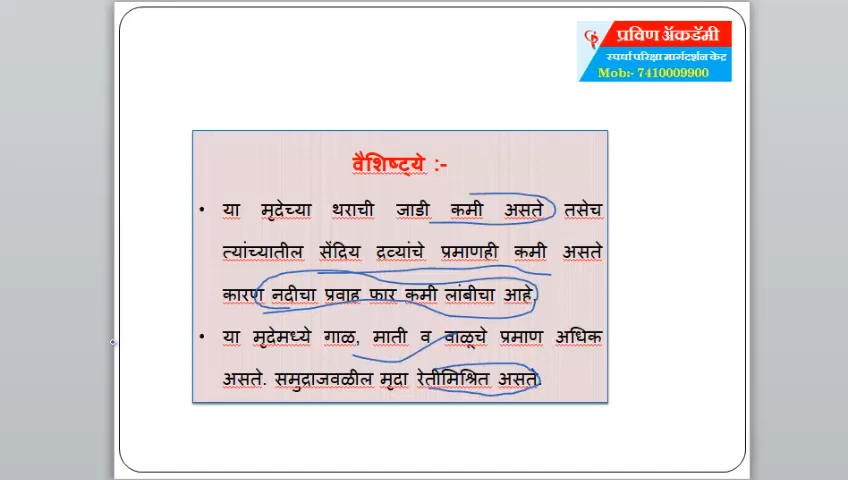 प्रविण ॲकडॅमी
स्पर्धा परिक्षा मार्गदर्शन केंद्र
Mob:- 7410009900
वैशिष्ट्ये :-
• या मृदेच्या थराची जाडी कमी असते तसेच
त्यांच्यातील सेंद्रिय द्रव्यांचे प्रमाणही कमी असते
कारण नदीचा प्रवाह फार कमी लांबीचा आहे.
• या मृदेमध्ये गाळ, माती व वाळूचे प्रमाण अधिक
असते. समुद्राजवळील मृदा रेतीमिश्रित असते.